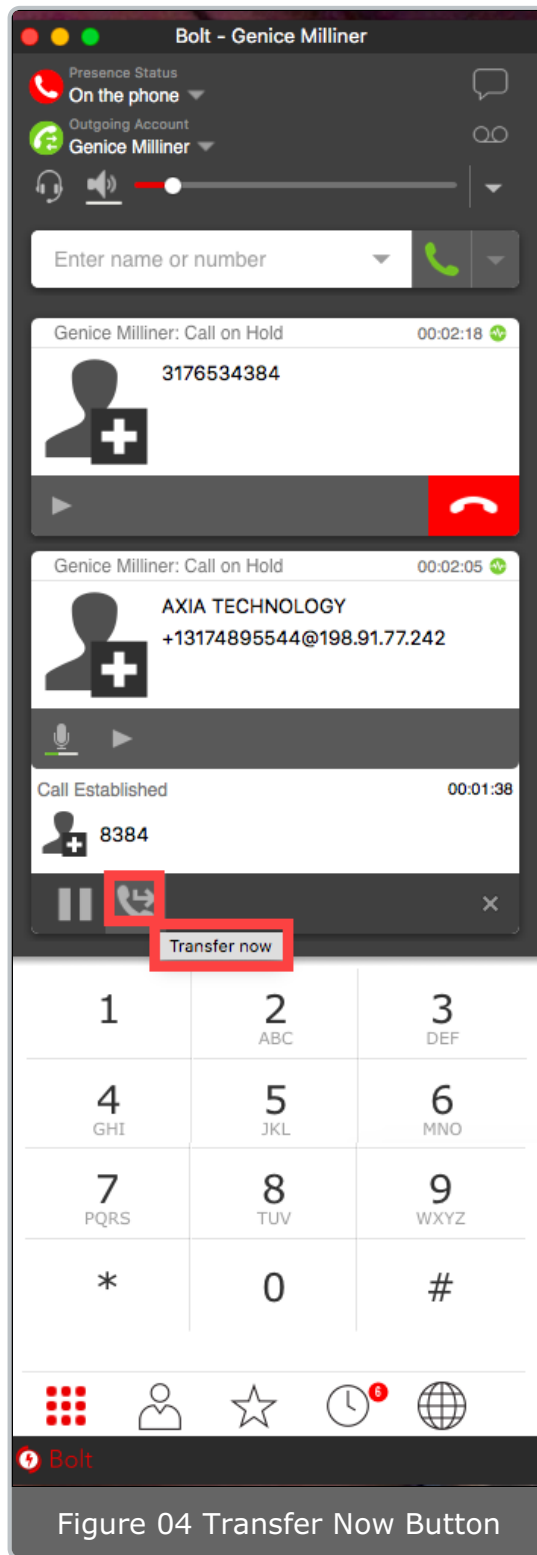 Bolt - Genice Milliner
Presence Status
On the phone
Outgoing Account
Genice Milliner
Enter name or number
Genice Milliner: Call on Hold 00:02:18
3176534384
Genice Milliner: Call on Hold 00:02:05
AXIA TECHNOLOGY
+13174895544@198.91.77.242
Call Established 00:01:38
8384
Transfer now
1 2 3
ABC DEF
4 5 6
GHI JKL MNO
7 8 9
PQRS TUV WXYZ
* 0 #
6
Bolt
Figure 04 Transfer Now Button